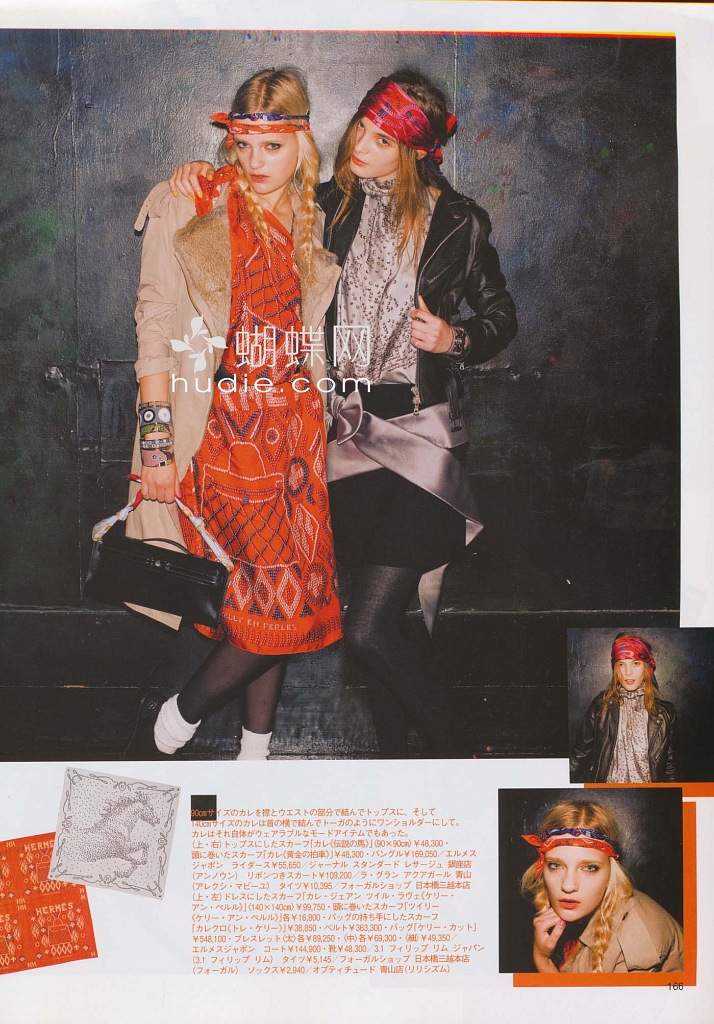 蝴蝶网
hudie.com
KELLY EN PERLES
HERMÈS
90cmサイズのカレを襟とウエストの部分で結んでトップスに、そして
140cmサイズのカレは首の横で結んでトーガのようにワンショルダーにして。
カレはそれ自体がウェアラブルなモードアイテムでもあった。
(上・右)トップスにしたスカーフ「カレ《伝説の馬》」(90×90cm)¥48,300・
頭に巻いたスカーフ「カレ《黄金の拍車》」¥48,300・バングル¥169,050/エルメス
ジャポン ライダース¥55,650/ジャーナル スタンダード レサージュ 銀座店
(アンノウン) リボンつきスカート¥109,200/ラ・グラン アクアガール 青山
(アレクシ・マビーユ) タイツ¥10,395/フォーガルショップ 日本橋三越本店
(上・左)ドレスにしたスカーフ「カレ・ジェアン ツイル・ラヴェ《ケリー・
アン・ペルル》」(140×140cm)¥99,750・頭に巻いたスカーフ「ツイリー
《ケリー・アン・ペルル》」各¥16,800・バッグの持ち手にしたスカーフ
「カレクロ《トレ・ケリー》」¥38,850・ベルト¥363,300・バッグ「ケリー・カット」
¥548,100・ブレスレット(太)各¥89,250・(中)各¥69,300・(細)¥49,350/
エルメスジャポン コート¥144,900・靴¥48,300/3.1 フィリップ リム ジャパン
(3.1 フィリップ リム) タイツ¥5,145/フォーガルショップ 日本橋三越本店
(フォーガル) ソックス¥2,940/オプティチュード 青山店(リリシズム)
166